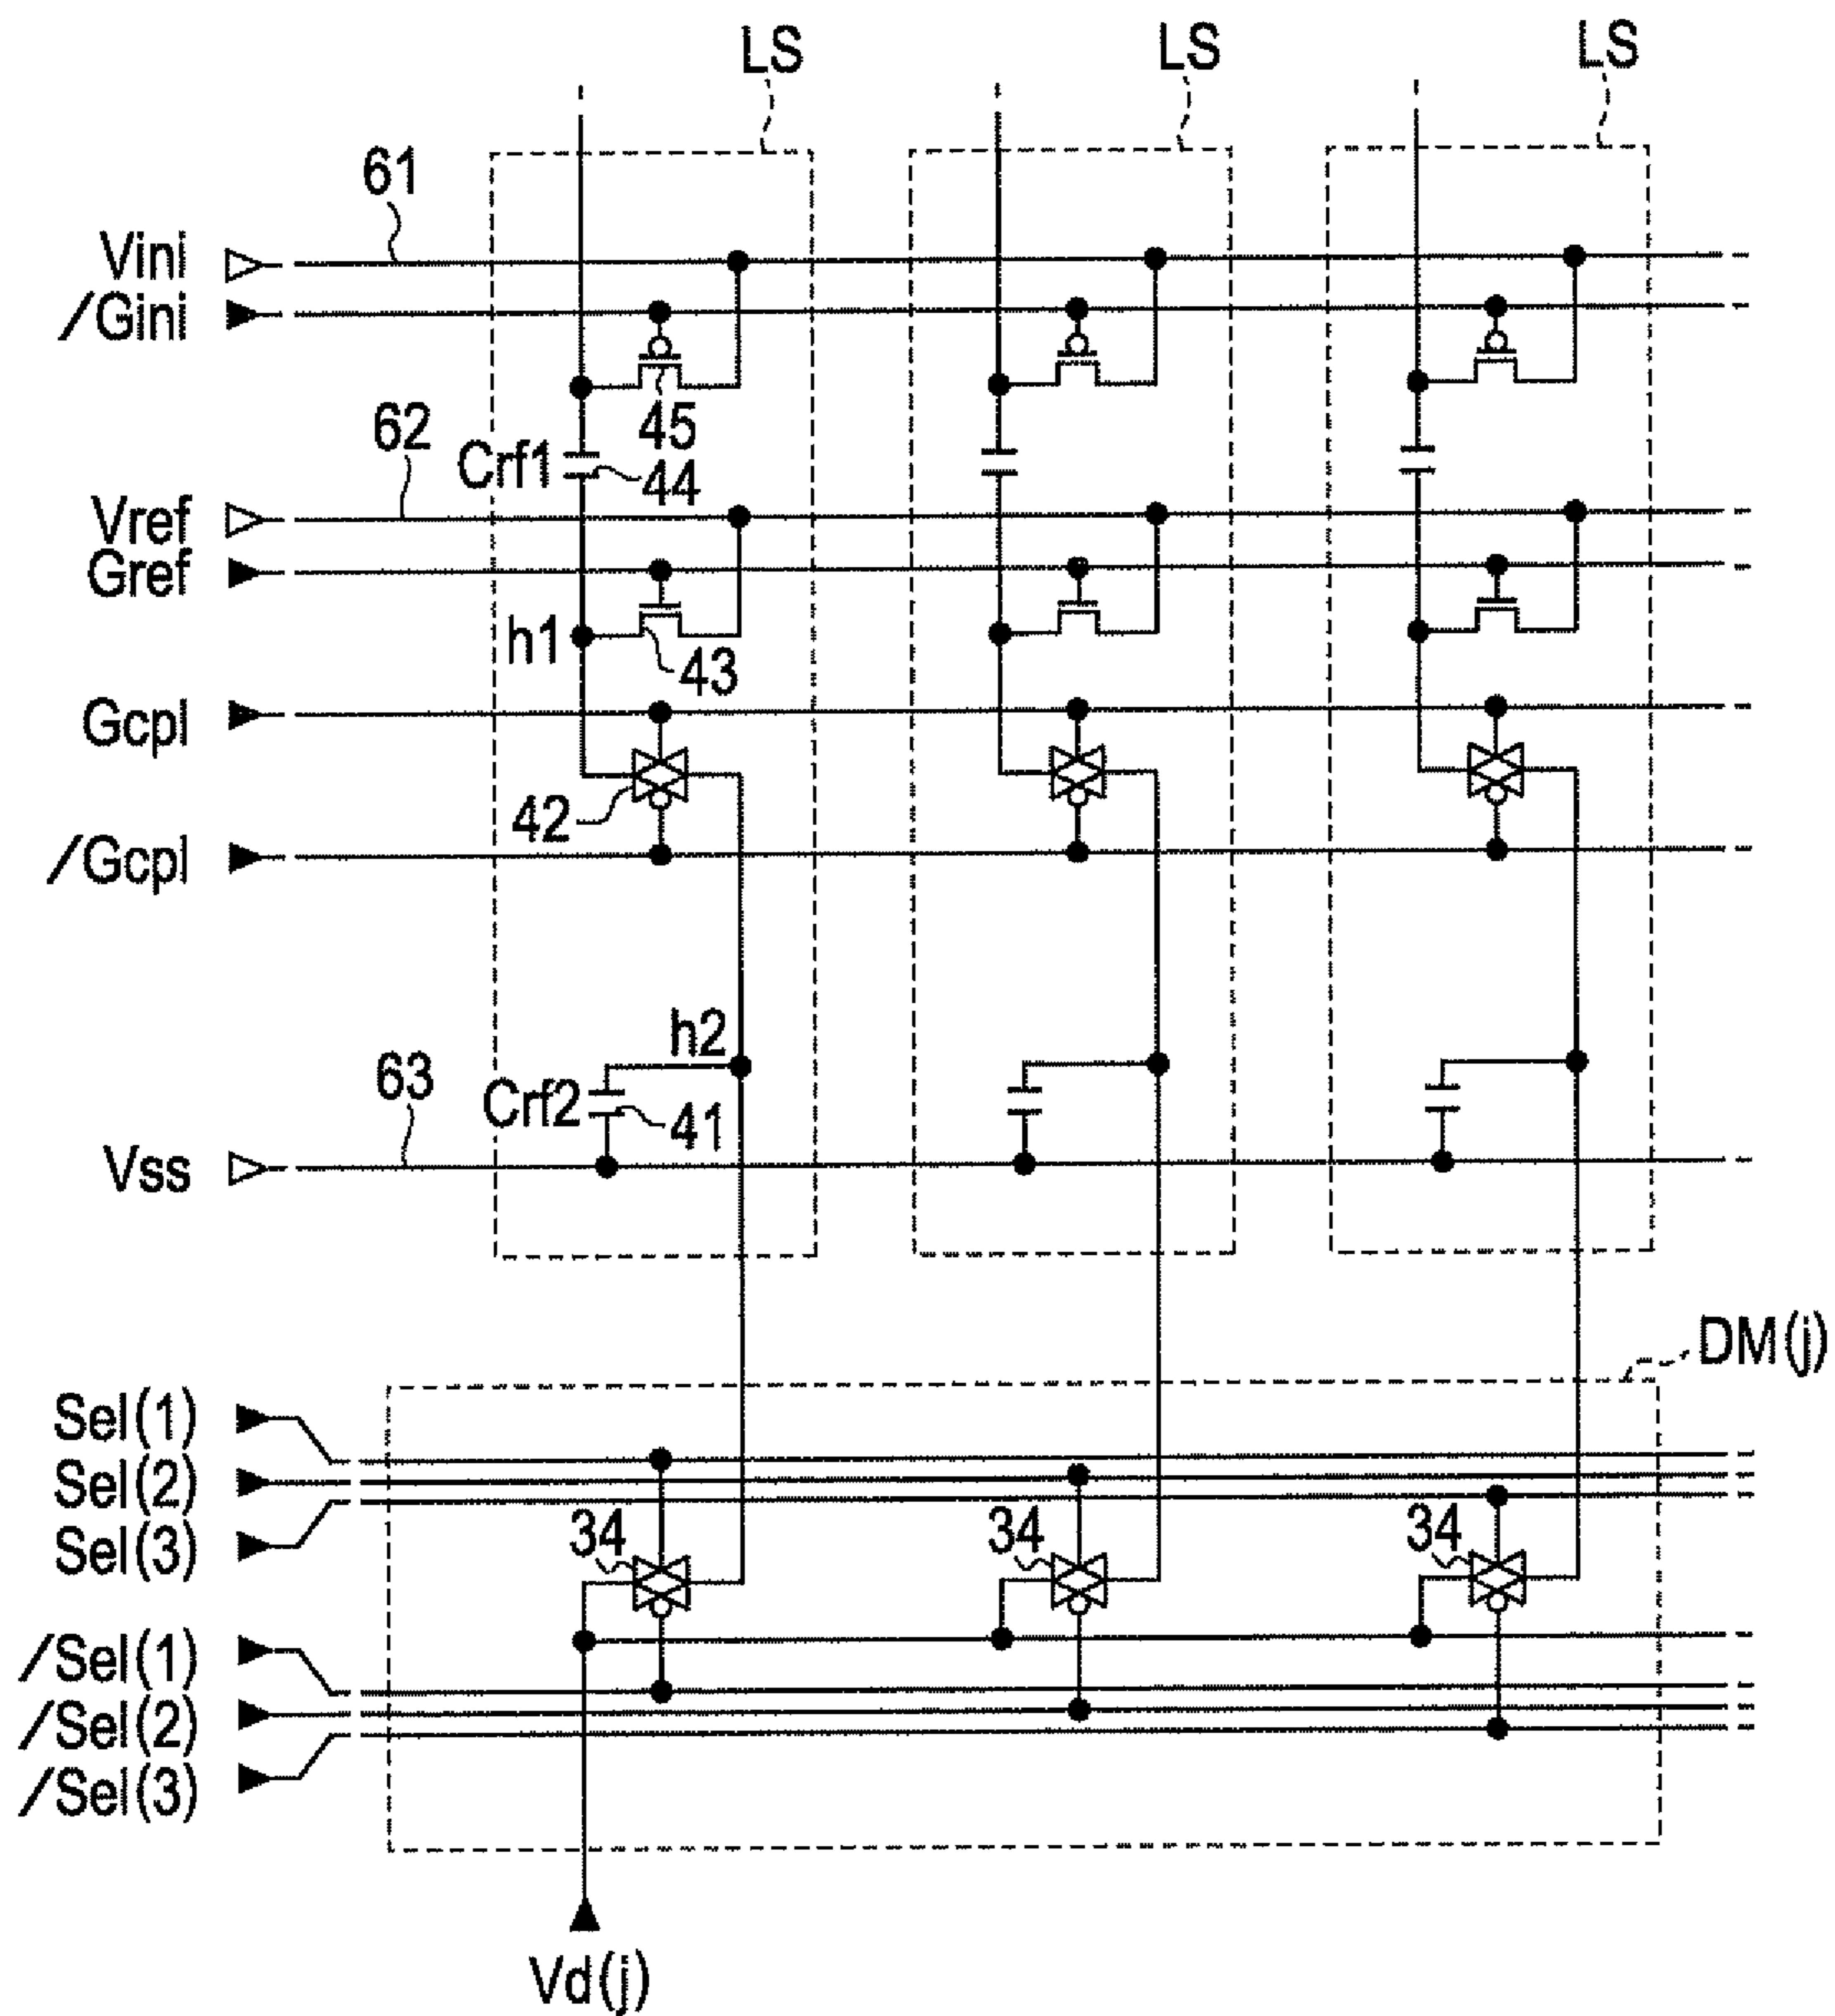 LS LS LS
61
Vini
/Gini
45
62
Crf1 44
Vref
Gref
h1 43
Gcpl
42
/Gcpl
h2
63
Crf2 41
Vss
DM(j)
Sel(1)
Sel(2)
Sel(3)
34 34 34
/Sel(1)
/Sel(2)
/Sel(3)
Vd(j)